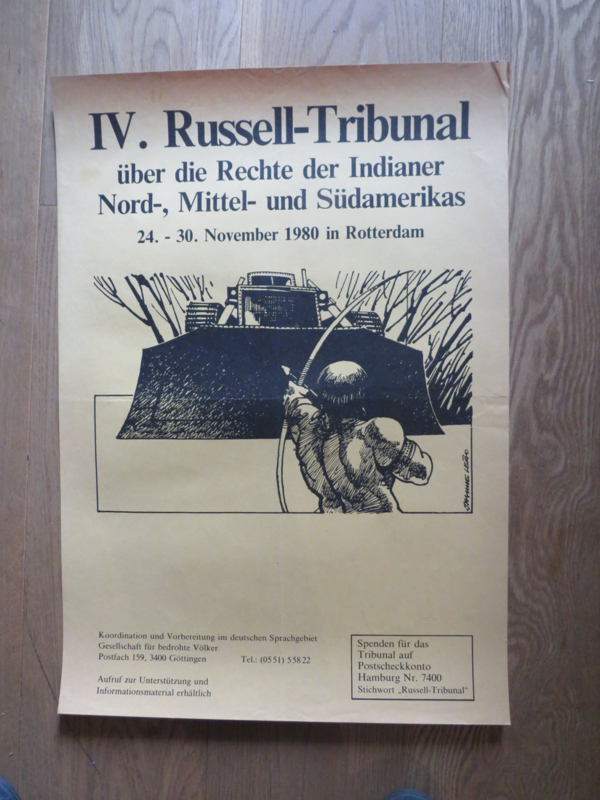 IV. Russell-Tribunal
über die Rechte der Indianer
Nord-, Mittel- und Südamerikas
24. - 30. November 1980 in Rotterdam
Koordination und Vorbereitung im deutschen Sprachgebiet
Gesellschaft für bedrohte Völker
Postfach 159, 3400 Göttingen Tel.: (0551) 55822
Aufruf zur Unterstützung und
Informationsmaterial erhältlich
Spenden für das
Tribunal auf
Postscheckkonto
Hamburg Nr. 7400
Stichwort „Russell-Tribunal"